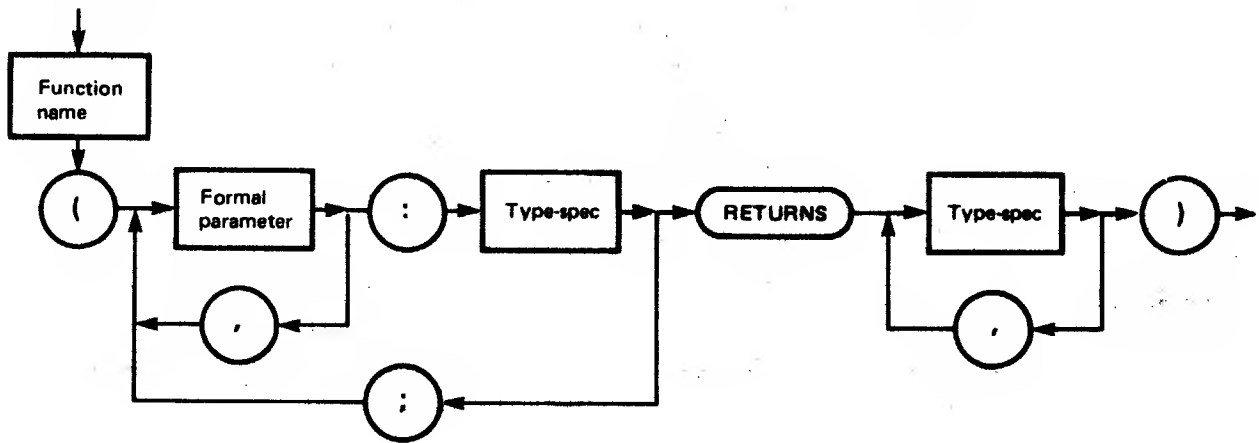 Function
name
(
Formal
parameter
:
Type-spec
RETURNS
Type-spec
)
,
,
;